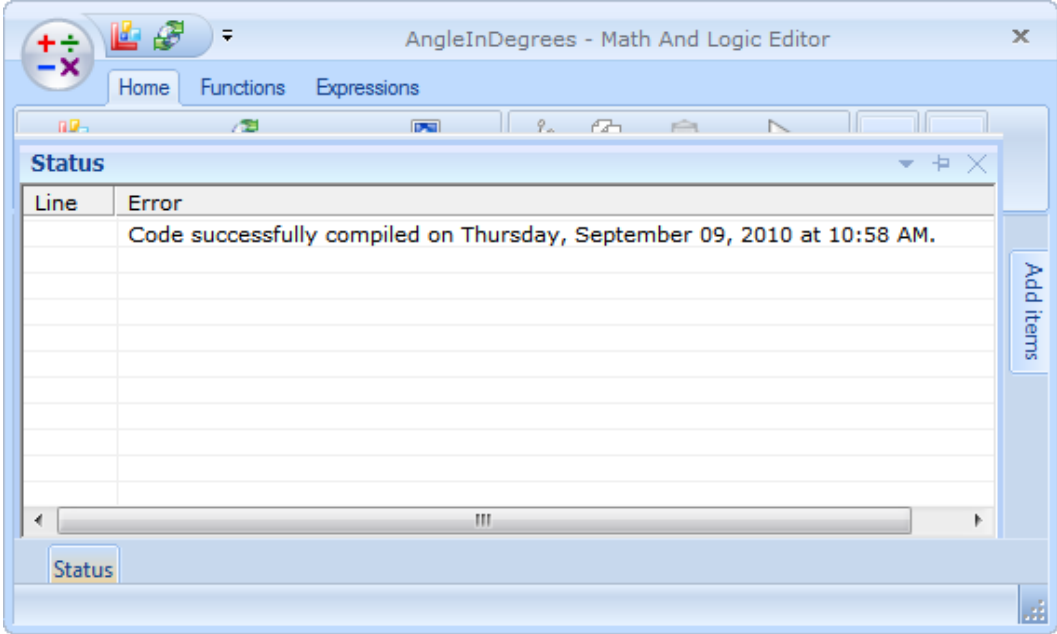 AngleInDegrees - Math And Logic Editor
Home Functions Expressions
Status
Line Error
Code successfully compiled on Thursday, September 09, 2010 at 10:58 AM.
Add items
Status